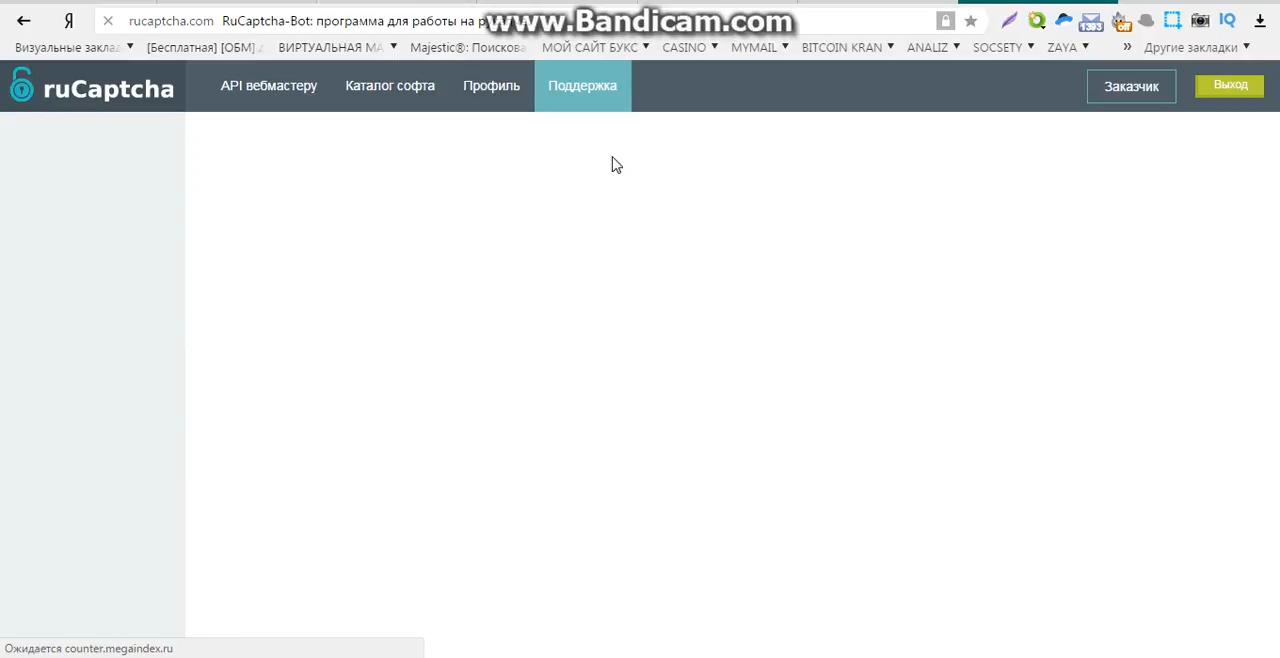 www.Bandicam.com
Я rucaptcha.com RuCaptcha-Bot: программа для работы на
Визуальные заклад [Бесплатная] [ОБМ] ВИРТУАЛЬНАЯ МА Majestic®: Поискова МОЙ САЙТ БУКС CASINO MYMAIL BITCOIN KRAN ANALIZ SOCSETY ZAYA » Другие закладки
ruCaptcha API вебмастеру Каталог софта Профиль Поддержка Заказчик Выход
Ожидается counter.megaindex.ru